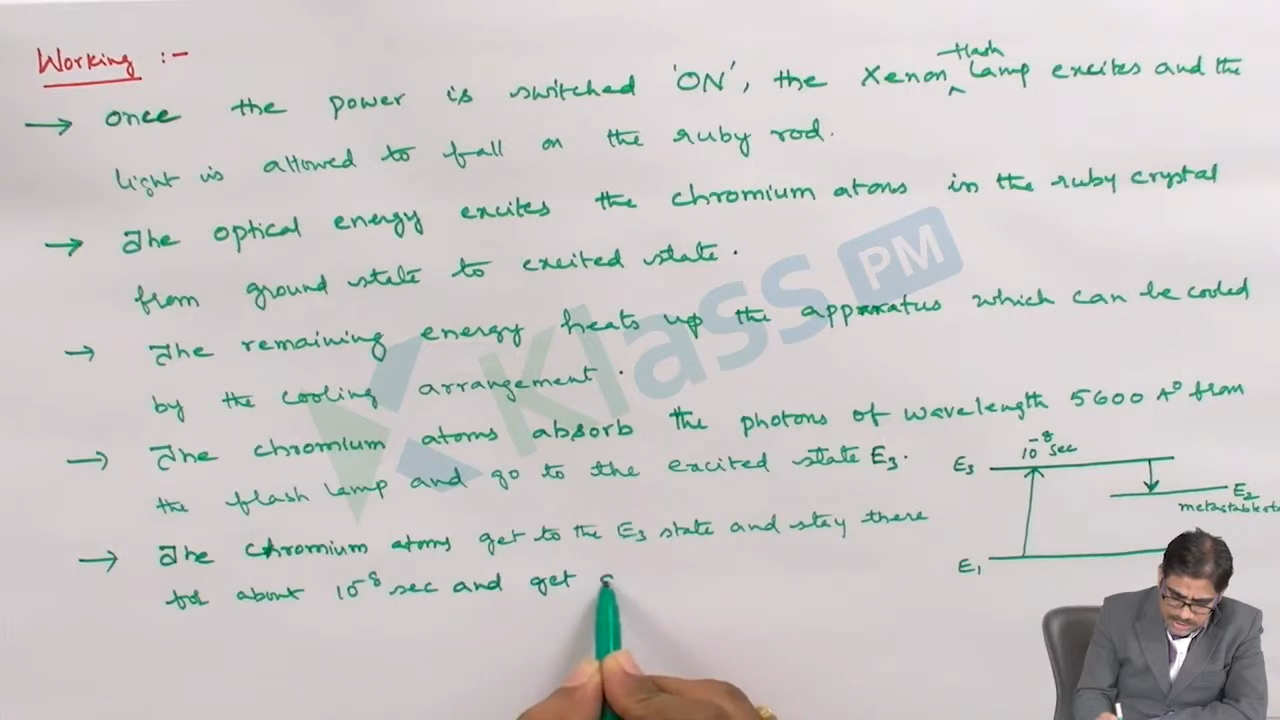 Working :-
→ Once the power is switched 'ON', the Xenon flash lamp excites and the
light is allowed to fall on the ruby rod.
→ The optical energy excites the chromium atoms in the ruby crystal
from ground state to excited state.
→ The remaining energy heats up the apparatus which can be cooled
by the cooling arrangement.
→ The chromium atoms absorb the photons of wavelength 5600 A° from
the flash lamp and go to the excited state E3.
→ The chromium atoms get to the E3 state and stay there
for about 10⁻⁸ sec and get
10⁻⁸ sec
E3
E2
metastable
E1
Klass PM